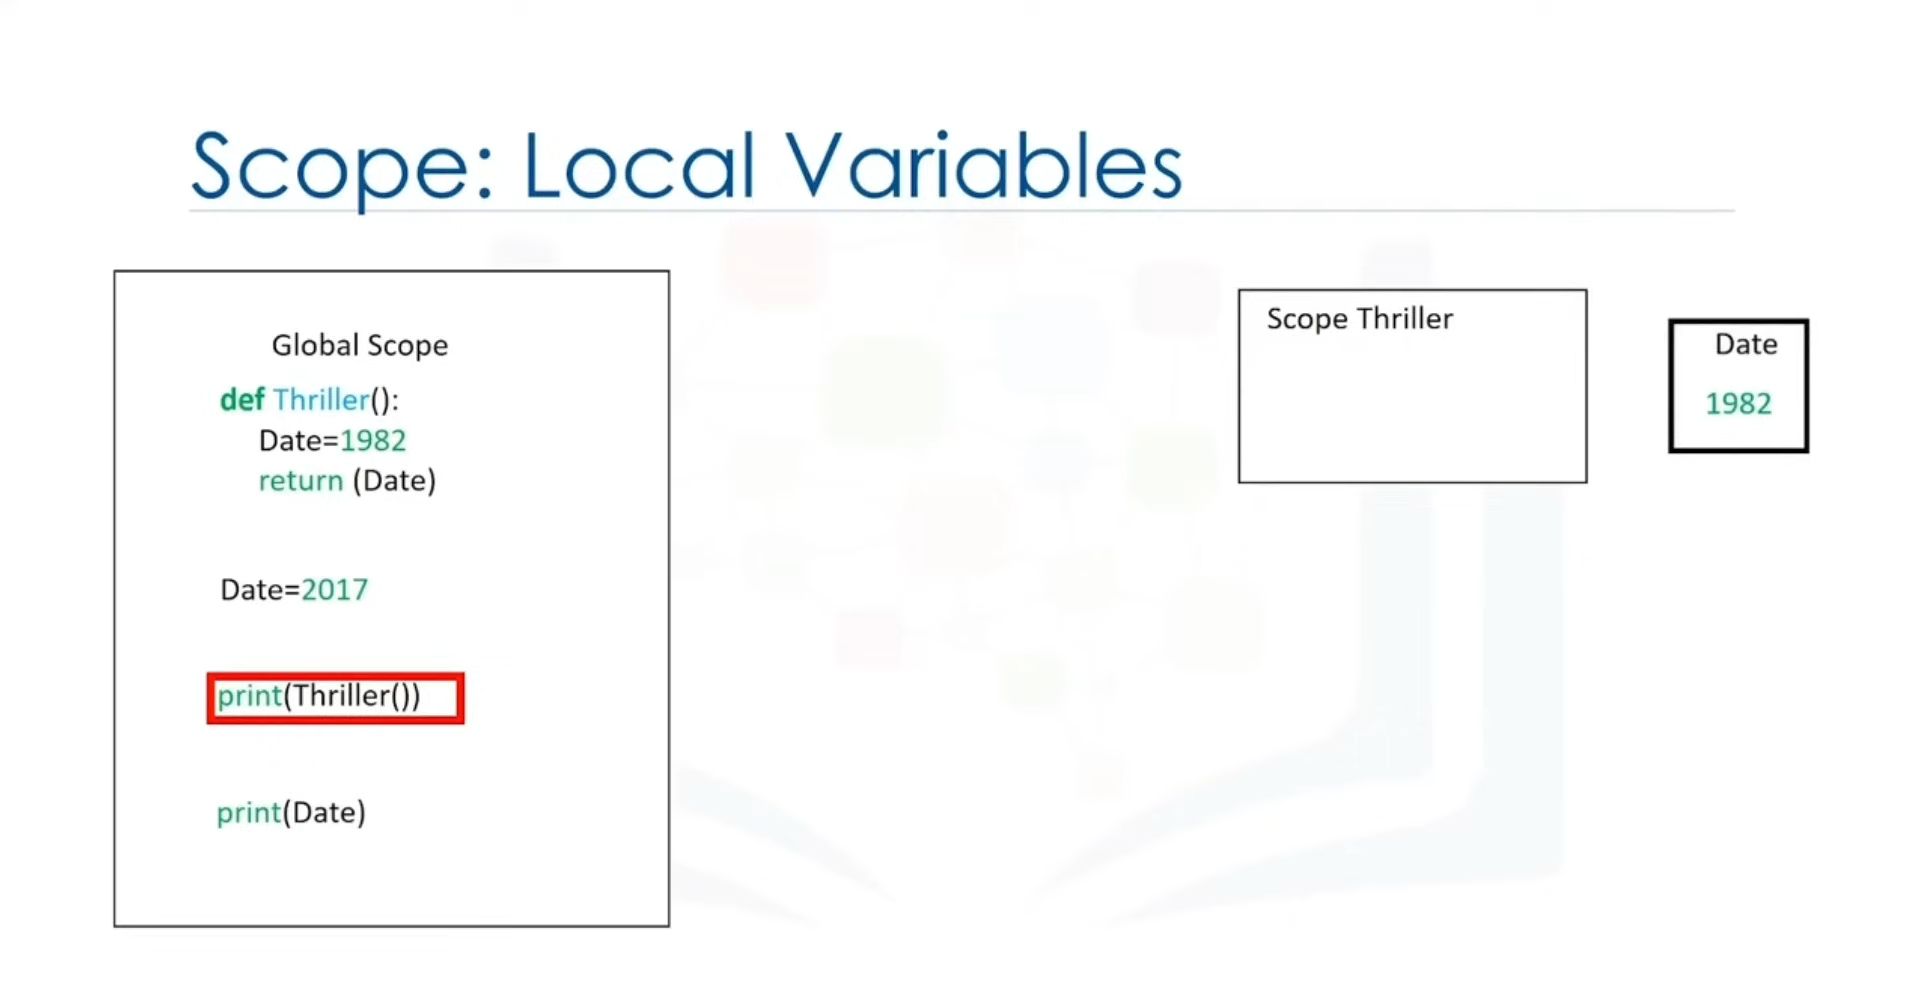 Scope: Local Variables
Global Scope
def Thriller():
Date=1982
return (Date)
Date=2017
print(Thriller())
print(Date)
Scope Thriller
Date
1982